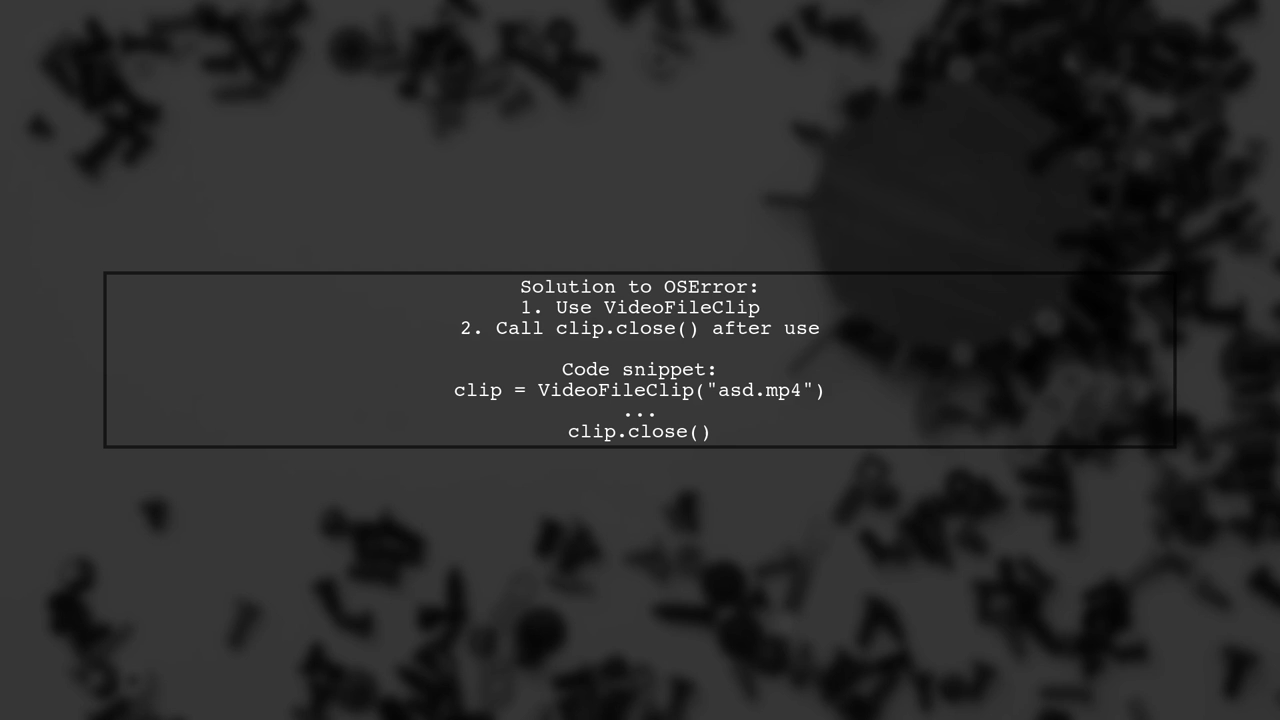 Solution to OSError:
1. Use VideoFileClip
2. Call clip.close() after use
Code snippet:
clip = VideoFileClip("asd.mp4")
...
clip.close()